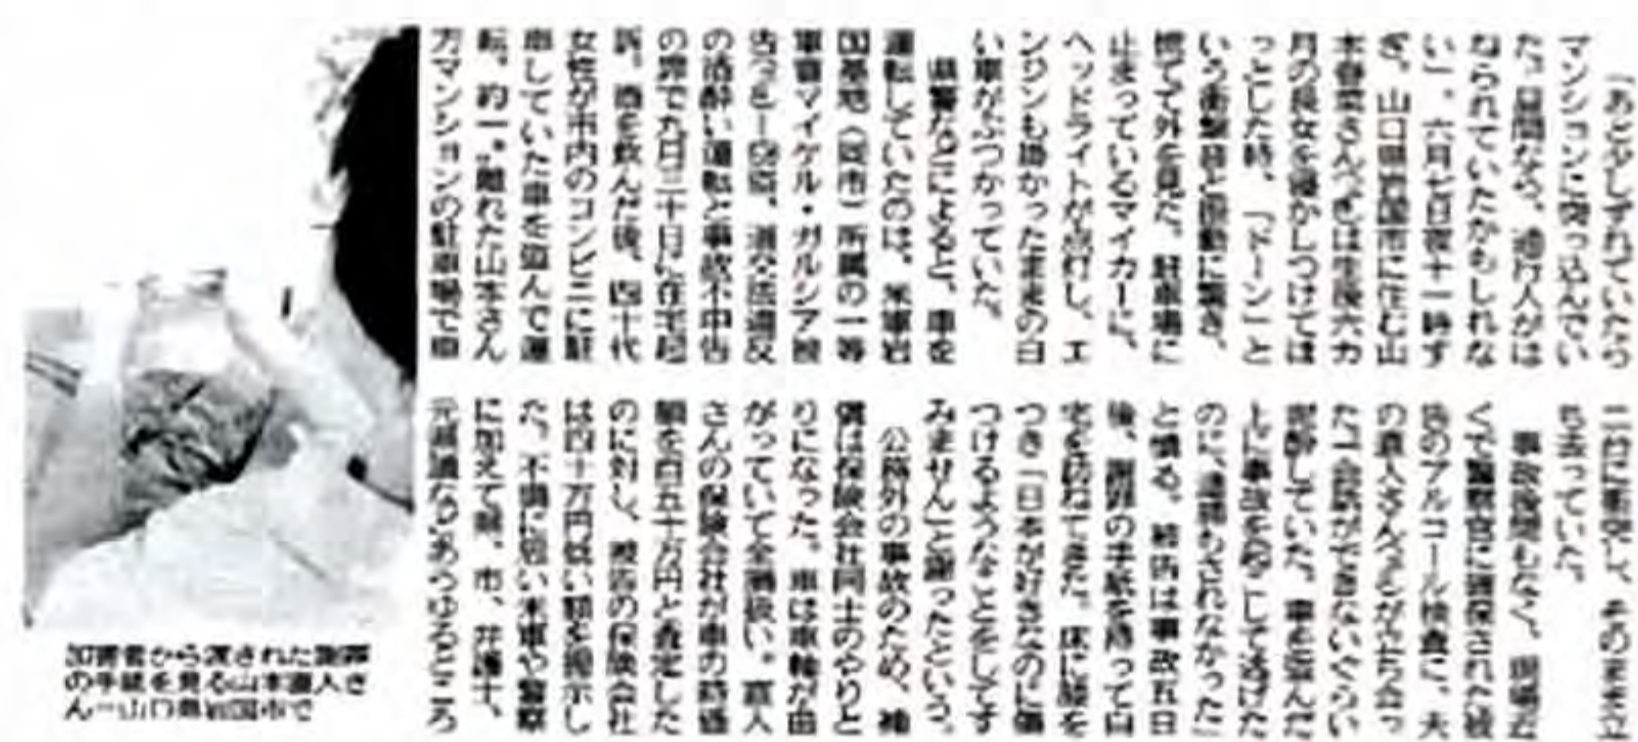 「あと少しずれていたら
マンションに突っ込んでい
た。昼間なら、通行人がは
ねられていたかもしれな
い」。六月七日夜十一時す
ぎ。山口県岩国市に住む山
本春菜さんは生後六カ
月の長女を寝かしつけてほ
っとした時、「ドーン」と
いう衝撃音と振動に驚き、
慌てて外を見た。駐車場に
止まっているマイカーに、
ヘッドライトが点灯し、エ
ンジンも掛かったままの白
い車がぶつかっていた。
県警などによると、車を
運転していたのは、米軍岩
国基地（同市）所属の一等
軍曹マイケル・ガルシア被
告、道交法違反
の酒酔い運転と事故不申告
の罪で九月三十日に在宅起
訴。酒を飲んだ後、四十代
女性が市内のコンビニに駐
車していた車を盗んで運
転。約一㌔離れた山本さん
方マンションの駐車場で車
二台に衝突し、そのまま立
ち去っていた。
事故後間もなく、現場近
くで警察官に確保された被
告のアルコール検査に、夫
の直人さんが立ち会っ
た。「会話ができないぐらい
泥酔していた。車を盗んだ
上に事故を起こして逃げた
のに、逮捕もされなかった」
と憤る。被告は事故五日
後、謝罪の手紙を持って山
宅を訪ねてきた。床に膝を
つき「日本が好きなのに傷
つけるようなことをしてす
みません」と謝ったという。
公務外の事故のため、補
償は保険会社同士のやりと
りになった。車は車輪が曲
がっていて全損扱い。直人
さんの保険会社が車の時価
額を百五十万円と査定した
のに対し、被告の保険会社
は四十万円低い額を提示し
た。不備に思い米軍や警察
に加えて県、市、弁護士、
元議員などあらゆるところ
加害者から渡された謝罪
の手紙を見る山本直人さ
ん＝山口県岩国市で